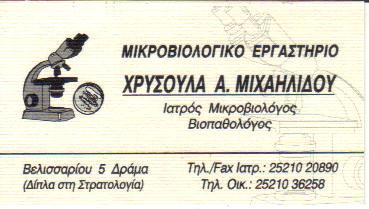 ΜΙΚΡΟΒΙΟΛΟΓΙΚΟ ΕΡΓΑΣΤΗΡΙΟ
ΧΡΥΣΟΥΛΑ Α. ΜΙΧΑΗΛΙΔΟΥ
Ιατρός Μικροβιολόγος
Βιοπαθολόγος
Βελισσαρίου 5 Δράμα
(Δίπλα στη Στρατολογία)
Τηλ./Fax Ιατρ.: 25210 20890
Τηλ. Οικ.: 25210 36258